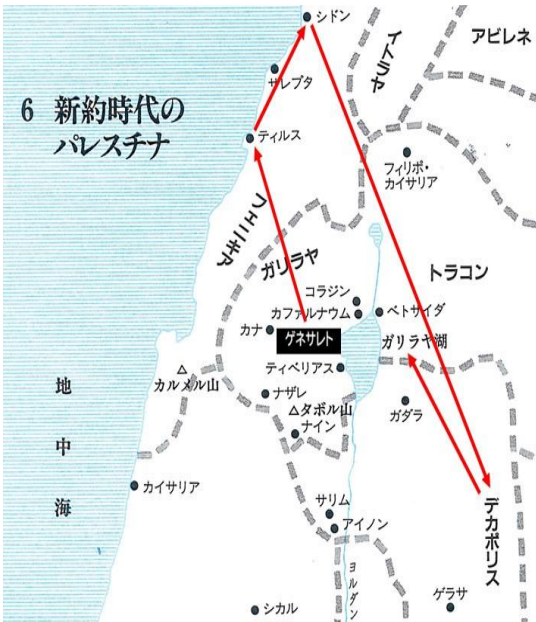 シドン
アビレネ
イトラヤ
サレプタ
6 新約時代の
パレスチナ
ティルス
フィリポ・
カイサリア
フェニキア
ガリラヤ
トラコン
コラジン
カファルナウム
ベトサイダ
カナ
ゲネサレト
ガリラヤ湖
ティベリアス
カルメル山
ナザレ
タボル山
ナイン
ガダラ
地中海
カイサリア
サリム
アイノン
デカポリス
ヨルダン
シカル
ゲラサ